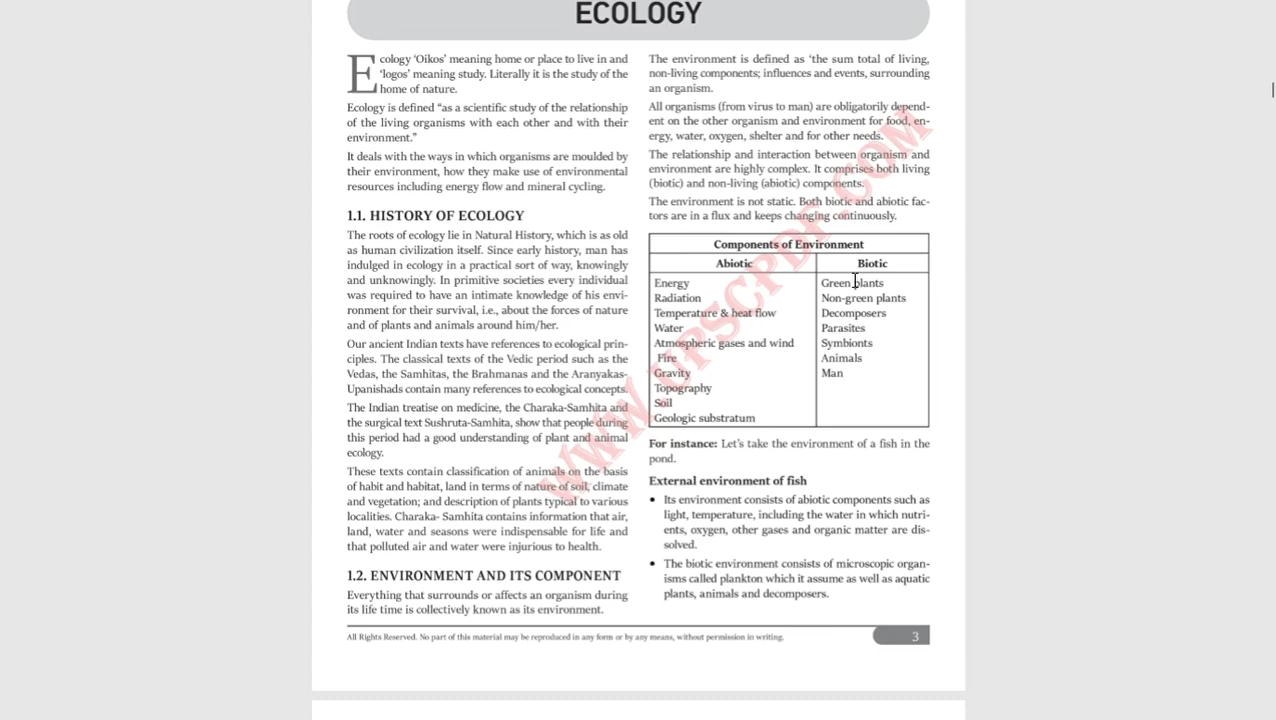 ECOLOGY
Ecology ‘Oikos’ meaning home or place to live in and
‘logos’ meaning study. Literally it is the study of the
home of nature.
Ecology is defined “as a scientific study of the relationship
of the living organisms with each other and with their
environment.”
It deals with the ways in which organisms are moulded by
their environment, how they make use of environmental
resources including energy flow and mineral cycling.
1.1. HISTORY OF ECOLOGY
The roots of ecology lie in Natural History, which is as old
as human civilization itself. Since early history, man has
indulged in ecology in a practical sort of way, knowingly
and unknowingly. In primitive societies every individual
was required to have an intimate knowledge of his envi-
ronment for their survival, i.e., about the forces of nature
and of plants and animals around him/her.
Our ancient Indian texts have references to ecological prin-
ciples. The classical texts of the Vedic period such as the
Vedas, the Samhitas, the Brahmanas and the Aranyakas-
Upanishads contain many references to ecological concepts.
The Indian treatise on medicine, the Charaka-Samhita and
the surgical text Sushruta-Samhita, show that people during
this period had a good understanding of plant and animal
ecology.
These texts contain classification of animals on the basis
of habit and habitat, land in terms of nature of soil, climate
and vegetation; and description of plants typical to various
localities. Charaka- Samhita contains information that air,
land, water and seasons were indispensable for life and
that polluted air and water were injurious to health.
1.2. ENVIRONMENT AND ITS COMPONENT
Everything that surrounds or affects an organism during
its life time is collectively known as its environment.
The environment is defined as ‘the sum total of living,
non-living components; influences and events, surrounding
an organism.
All organisms (from virus to man) are obligatorily depend-
ent on the other organism and environment for food, en-
ergy, water, oxygen, shelter and for other needs.
The relationship and interaction between organism and
environment are highly complex. It comprises both living
(biotic) and non-living (abiotic) components.
The environment is not static. Both biotic and abiotic fac-
tors are in a flux and keeps changing continuously.
Components of Environment
Abiotic Biotic
Energy Green plants
Radiation Non-green plants
Temperature & heat flow Decomposers
Water Parasites
Atmospheric gases and wind Symbionts
Fire Animals
Gravity Man
Topography
Soil
Geologic substratum
For instance: Let’s take the environment of a fish in the
pond.
External environment of fish
• Its environment consists of abiotic components such as
light, temperature, including the water in which nutri-
ents, oxygen, other gases and organic matter are dis-
solved.
• The biotic environment consists of microscopic organ-
isms called plankton which it assume as well as aquatic
plants, animals and decomposers.
All Rights Reserved. No part of this material may be reproduced in any form or by any means, without permission in writing.
3
WWW.UPSCPDF.COM